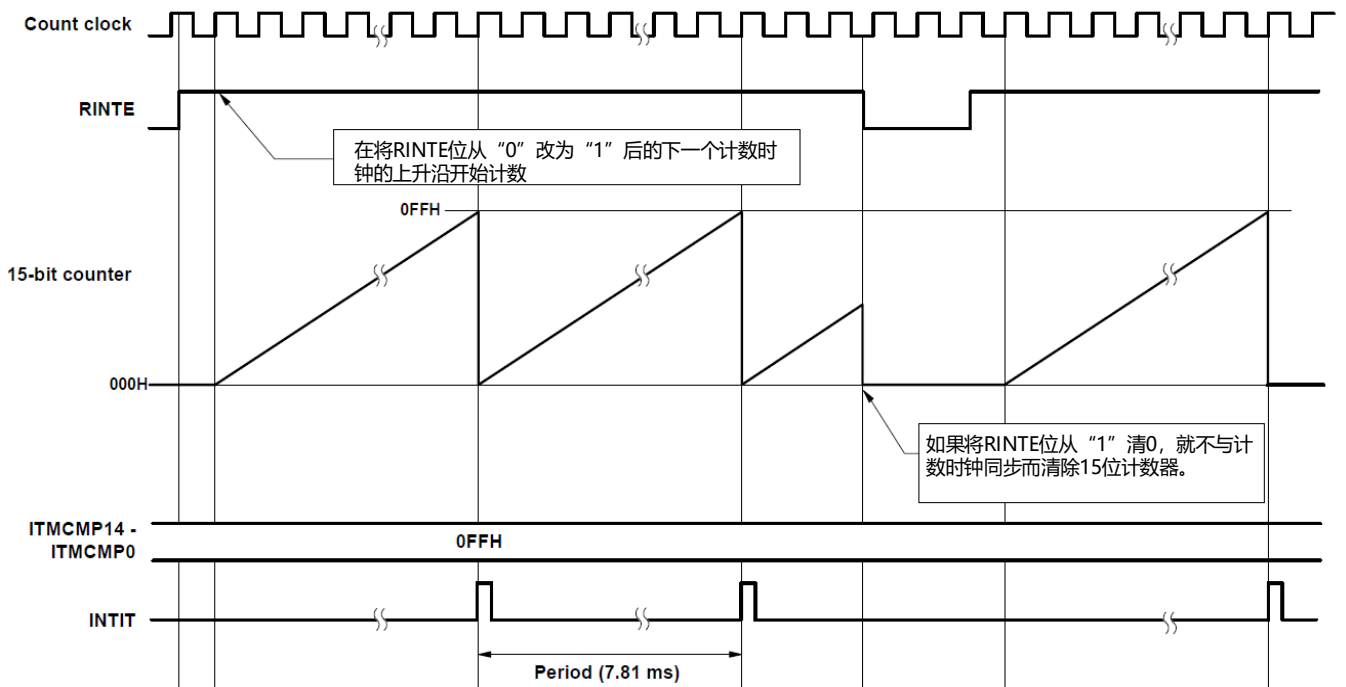 Count clock
RINTE
在将RINTE位从“0”改为“1”后的下一个计数时
钟的上升沿开始计数
0FFH
15-bit counter
000H
如果将RINTE位从“1”清0，就不与计
数时钟同步而清除15位计数器。
ITMCMP14 -
ITMCMP0
0FFH
INTIT
Period (7.81 ms)